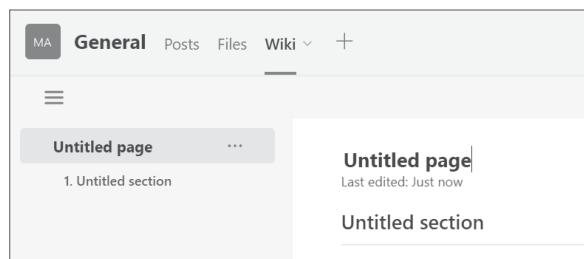 MA General Posts Files Wiki
Untitled page ...
1. Untitled section
Untitled page
Last edited: Just now
Untitled section